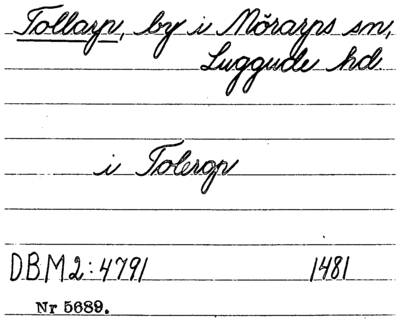 Tollarp, by i Mörarps sn,
Luggude hd.
i Tolerop
DBM2:4791 1481
Nr 5689.